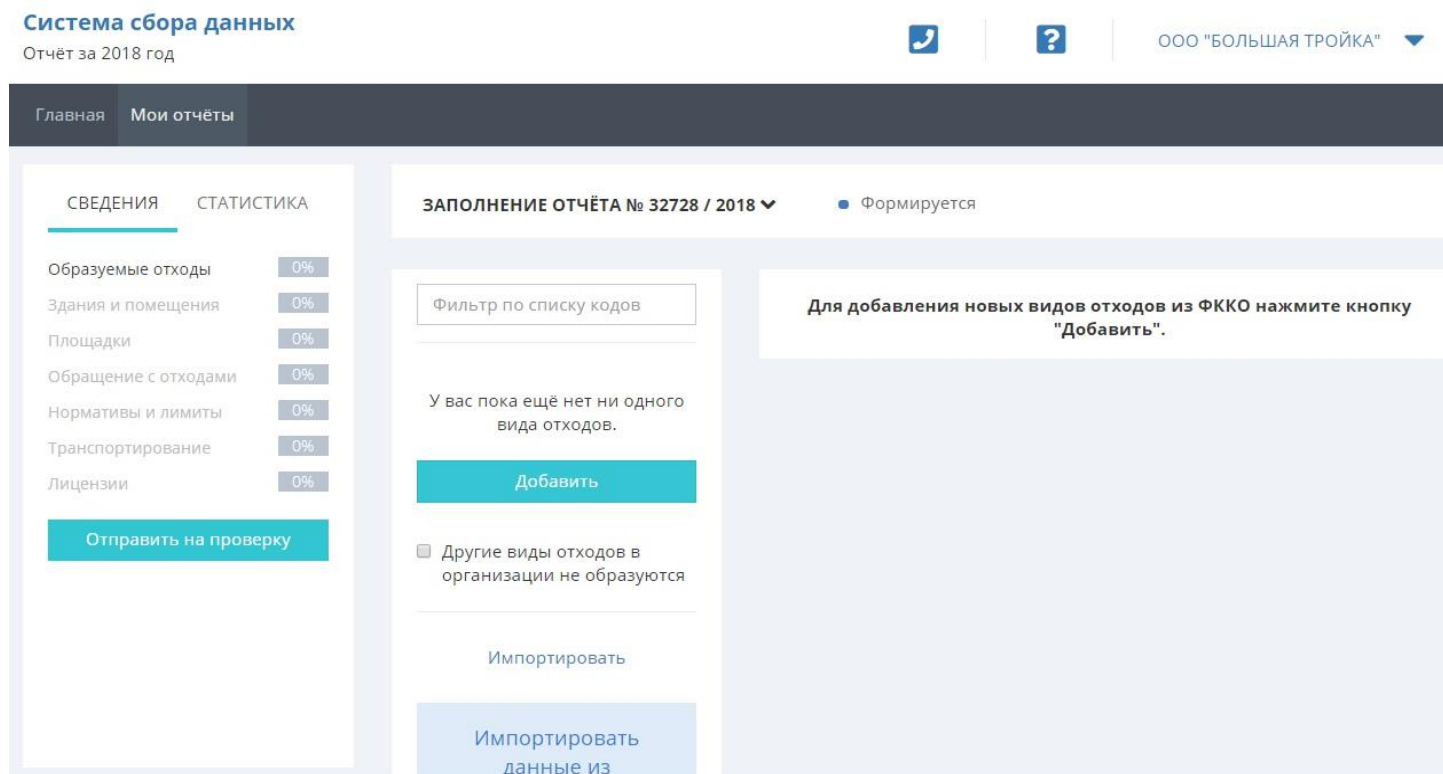 Система сбора данных
Отчёт за 2018 год
ООО "БОЛЬШАЯ ТРОЙКА"
Главная Мои отчёты
СВЕДЕНИЯ СТАТИСТИКА
Образуемые отходы 0%
Здания и помещения 0%
Площадки 0%
Обращение с отходами 0%
Нормативы и лимиты 0%
Транспортирование 0%
Лицензии 0%
Отправить на проверку
ЗАПОЛНЕНИЕ ОТЧЁТА № 32728 / 2018
Формируется
Фильтр по списку кодов
У вас пока ещё нет ни одного
вида отходов.
Добавить
Другие виды отходов в
организации не образуются
Импортировать
Импортировать
данные из
Для добавления новых видов отходов из ФККО нажмите кнопку
"Добавить".